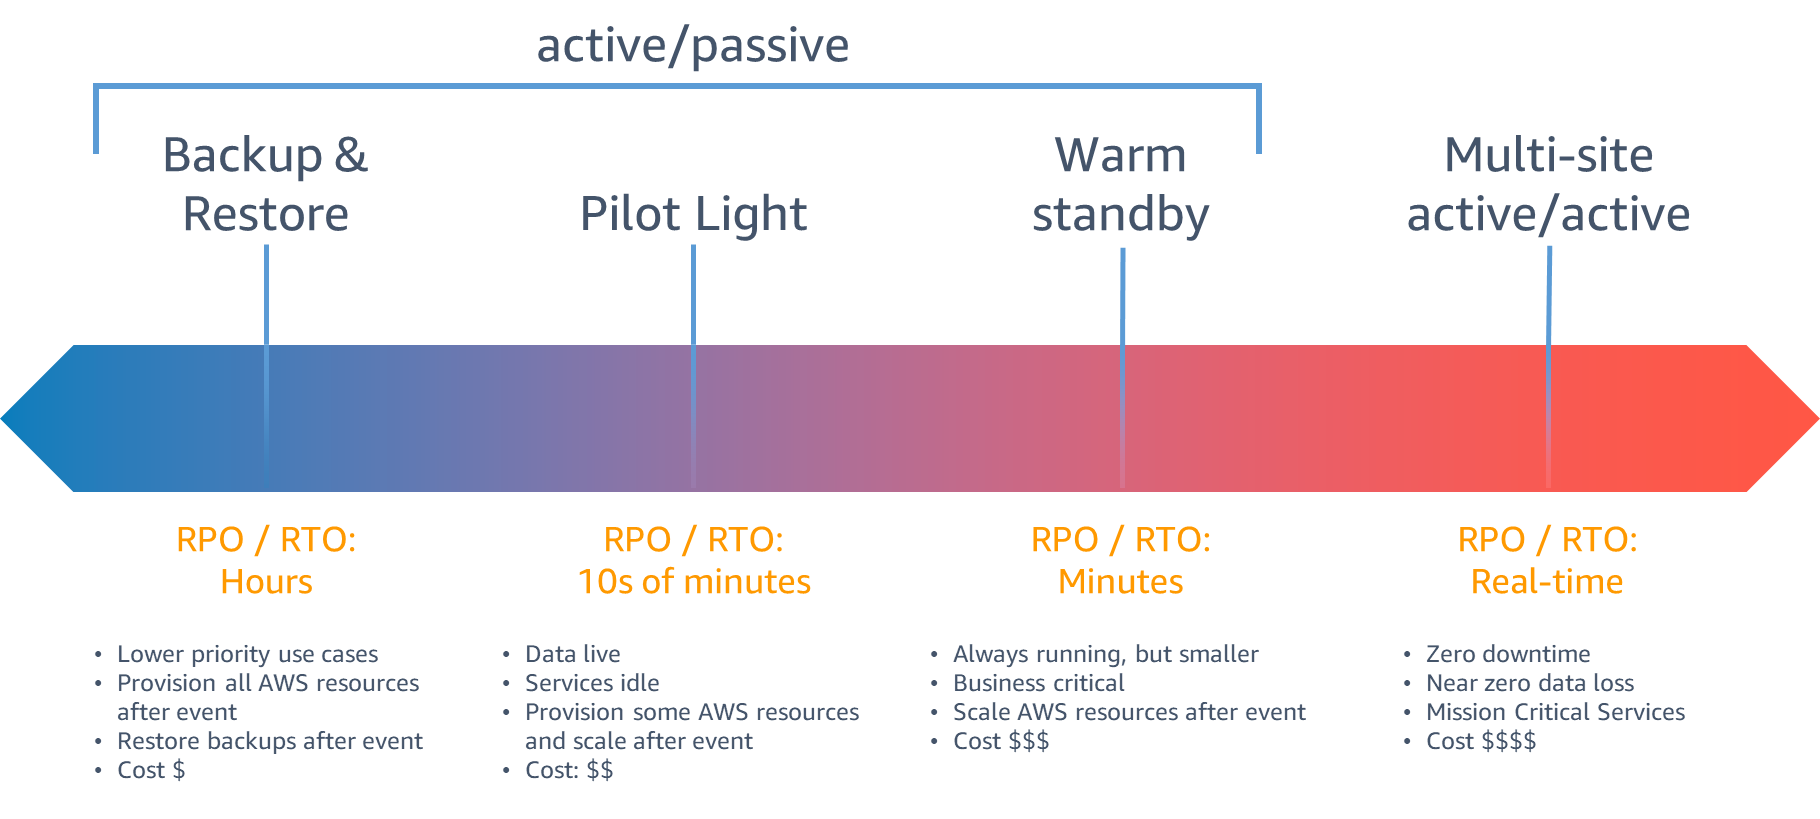 active/passive
Backup &
Restore
Pilot Light
Warm
standby
Multi-site
active/active
RPO / RTO:
Hours
RPO / RTO:
10s of minutes
RPO / RTO:
Minutes
RPO / RTO:
Real-time
• Lower priority use cases
• Provision all AWS resources
after event
• Restore backups after event
• Cost $
• Data live
• Services idle
• Provision some AWS resources
and scale after event
• Cost: $$
• Always running, but smaller
• Business critical
• Scale AWS resources after event
• Cost $$$
• Zero downtime
• Near zero data loss
• Mission Critical Services
• Cost $$$$